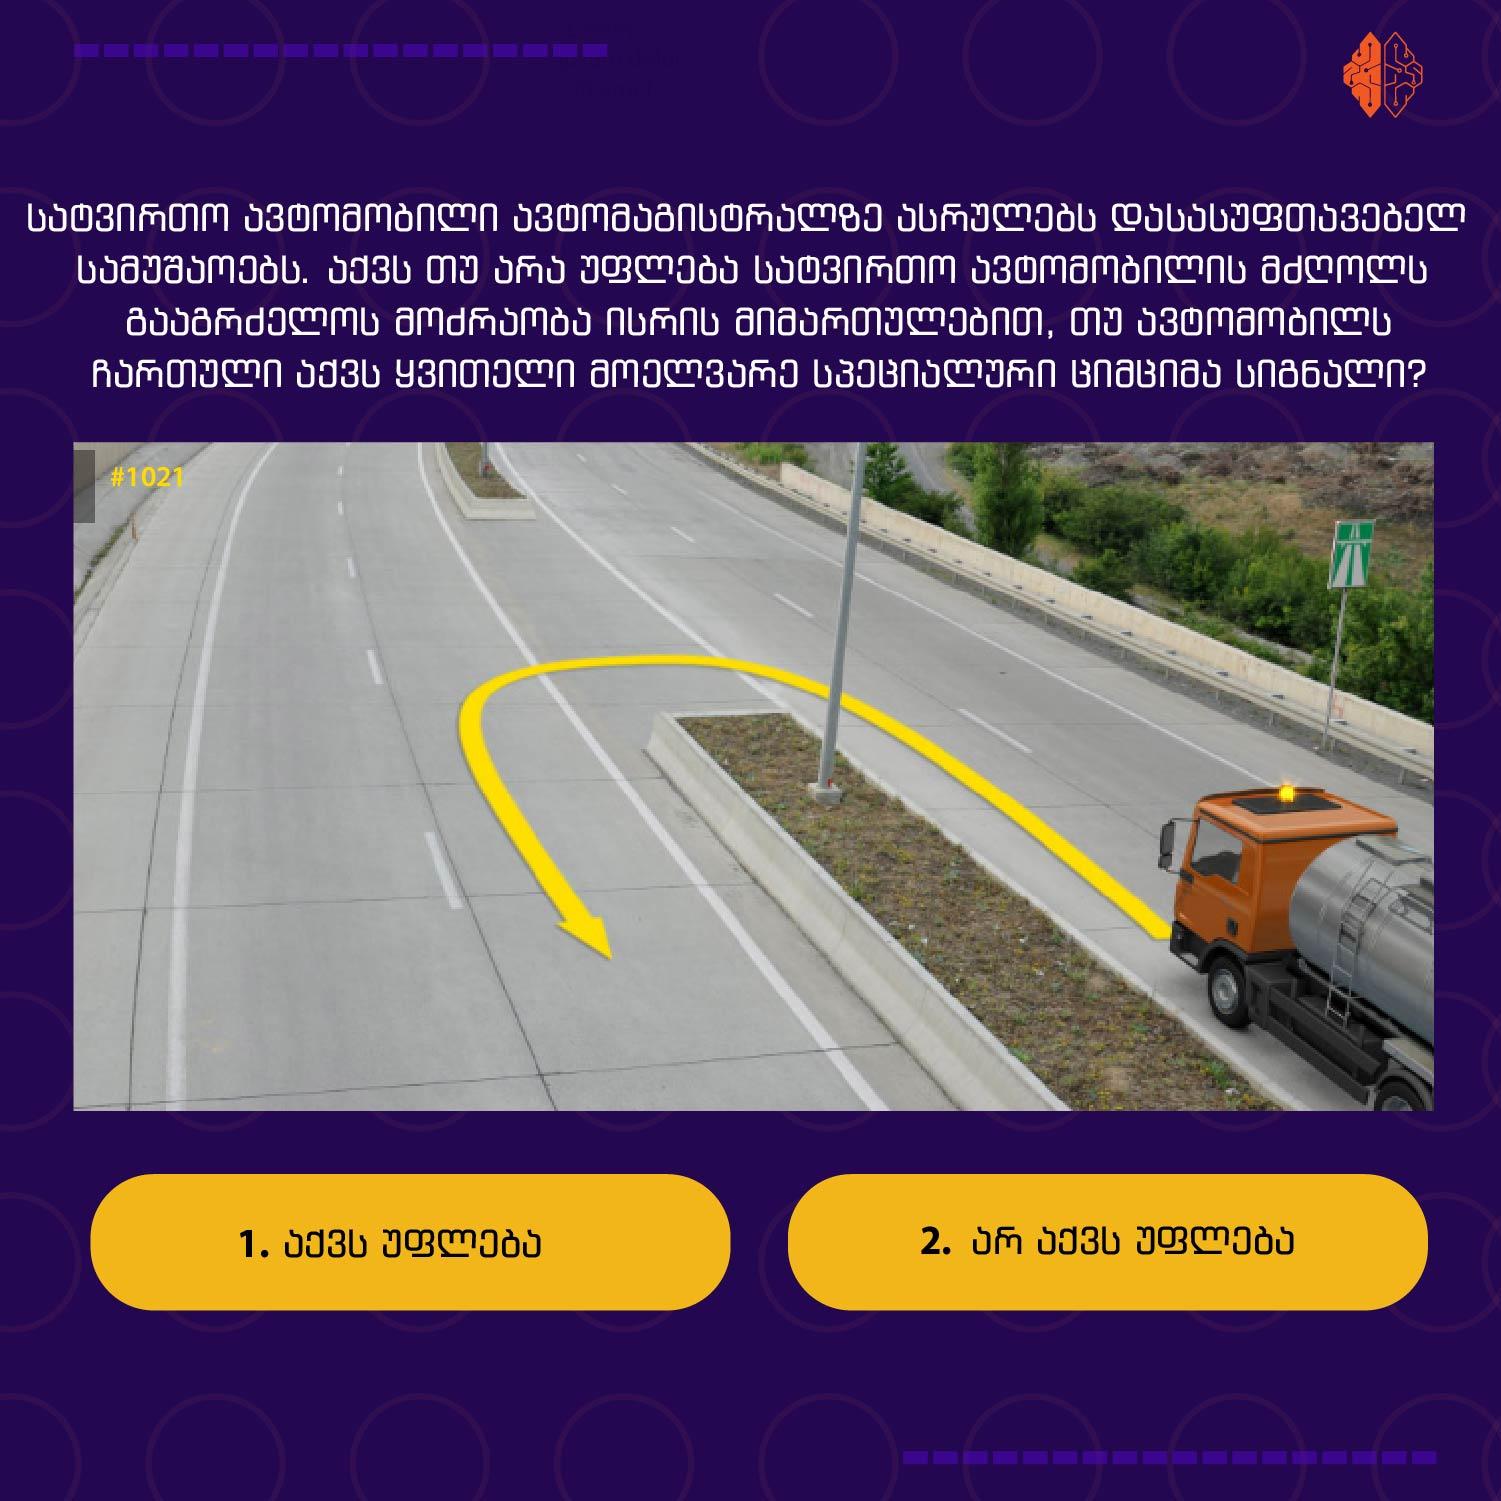 სატვირთო ავტომობილი ავტომაგისტრალზე ასრულებს დასასუფთავებელ
სამუშაოებს. აქვს თუ არა უფლება სატვირთო ავტომობილის მძღოლს
გააგრძელოს მოძრაობა ისრის მიმართულებით, თუ ავტომობილს
ჩართული აქვს ყვითელი მოელვარე სპეციალური ციმციმა სიგნალი?
#1021
1. აქვს უფლება
2. არ აქვს უფლება